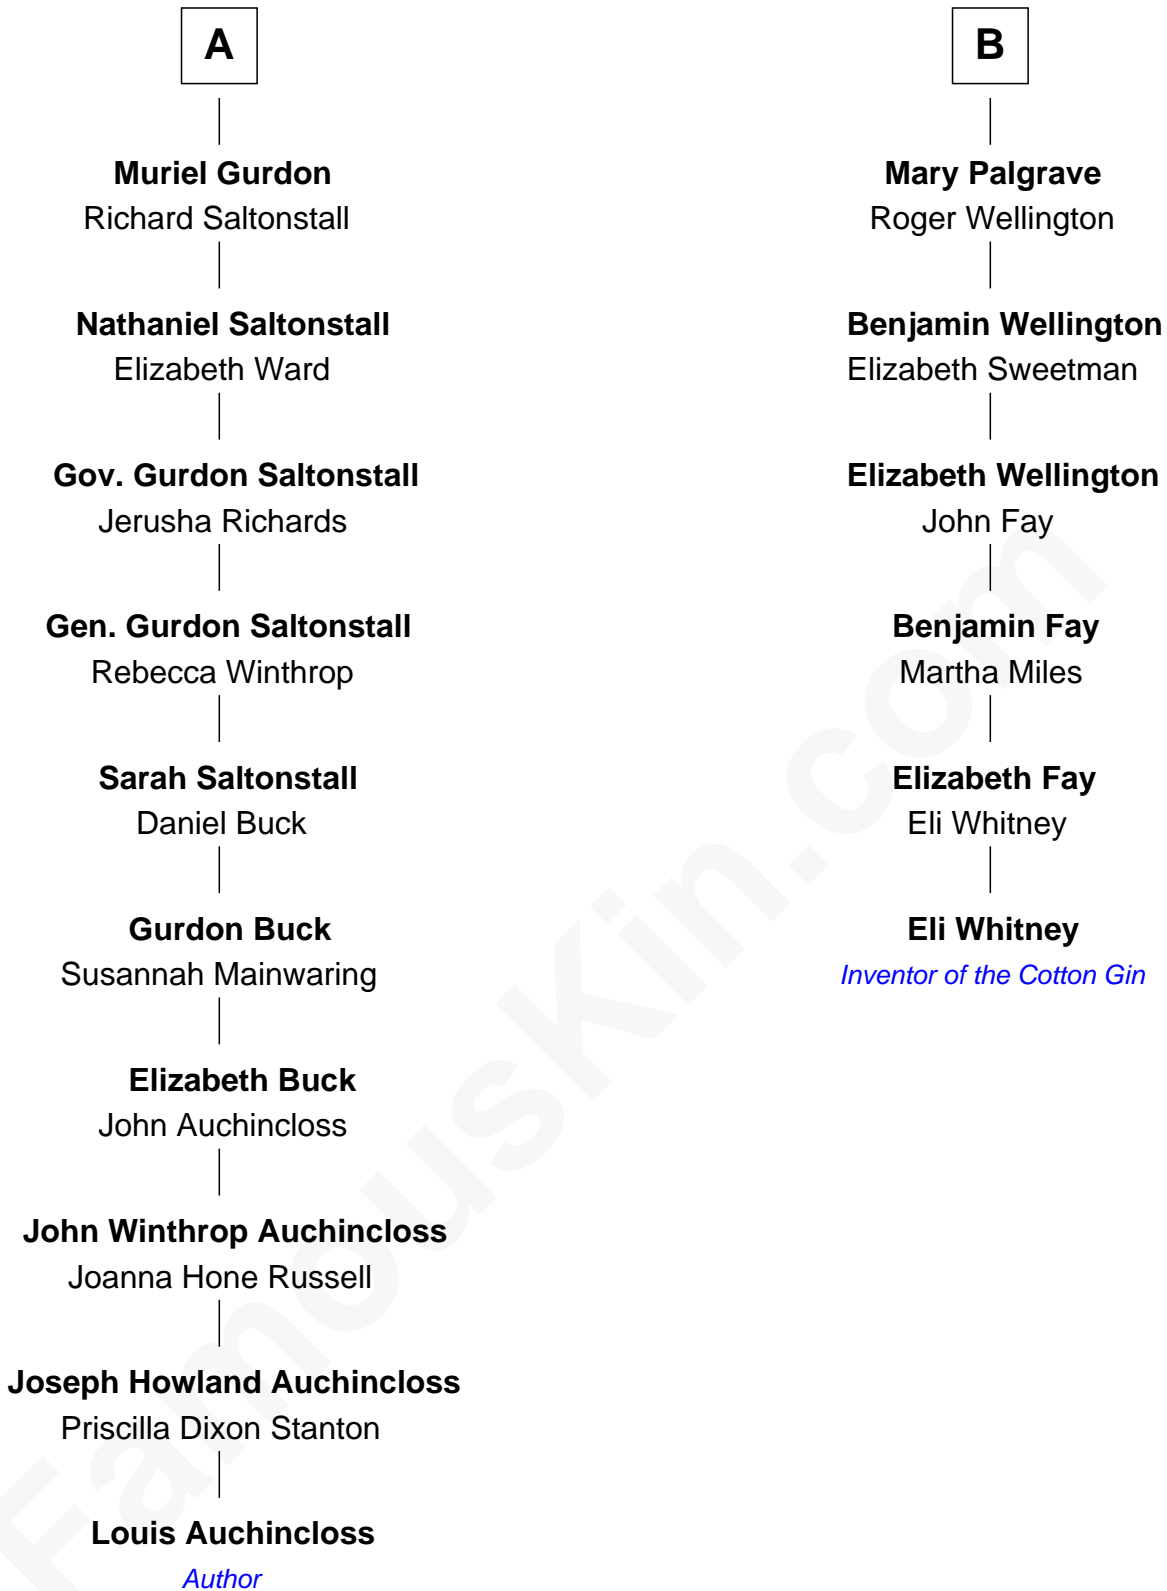 A
Muriel Gurdon
Richard Saltonstall
Nathaniel Saltonstall
Elizabeth Ward
Gov. Gurdon Saltonstall
Jerusha Richards
Gen. Gurdon Saltonstall
Rebecca Winthrop
Sarah Saltonstall
Daniel Buck
Gurdon Buck
Susannah Mainwaring
Elizabeth Buck
John Auchincloss
John Winthrop Auchincloss
Joanna Hone Russell
Joseph Howland Auchincloss
Priscilla Dixon Stanton
Louis Auchincloss
Author
B
Mary Palgrave
Roger Wellington
Benjamin Wellington
Elizabeth Sweetman
Elizabeth Wellington
John Fay
Benjamin Fay
Martha Miles
Elizabeth Fay
Eli Whitney
Eli Whitney
Inventor of the Cotton Gin
FamousKin.com